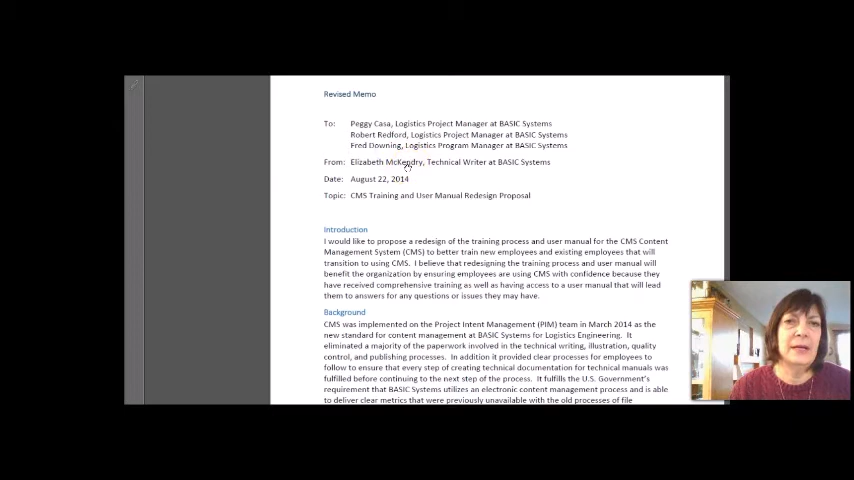 Revised Memo
To: Peggy Casa, Logistics Project Manager at BASIC Systems
Robert Redford, Logistics Project Manager at BASIC Systems
Fred Downing, Logistics Program Manager at BASIC Systems
From: Elizabeth McKendry, Technical Writer at BASIC Systems
Date: August 22, 2014
Topic: CMS Training and User Manual Redesign Proposal
Introduction
I would like to propose a redesign of the training process and user manual for the CMS Content
Management System (CMS) to better train new employees and existing employees that will
transition to using CMS. I believe that redesigning the training process and user manual will
benefit the organization by ensuring employees are using CMS with confidence because they
have received comprehensive training as well as having access to a user manual that will lead
them to answers for any questions or issues they may have.
Background
CMS was implemented on the Project Intent Management (PIM) team in March 2014 as the
new standard for content management at BASIC Systems for Logistics Engineering. It
eliminated a majority of the paperwork involved in the technical writing, illustration, quality
control, and publishing processes. In addition it provided clear processes for employees to
follow to ensure that every step of creating technical documentation for technical manuals was
fulfilled before continuing to the next step of the process. It fulfills the U.S. Government's
requirement that BASIC Systems utilizes an electronic content management process and is able
to deliver clear metrics that were previously unavailable with the old processes of file